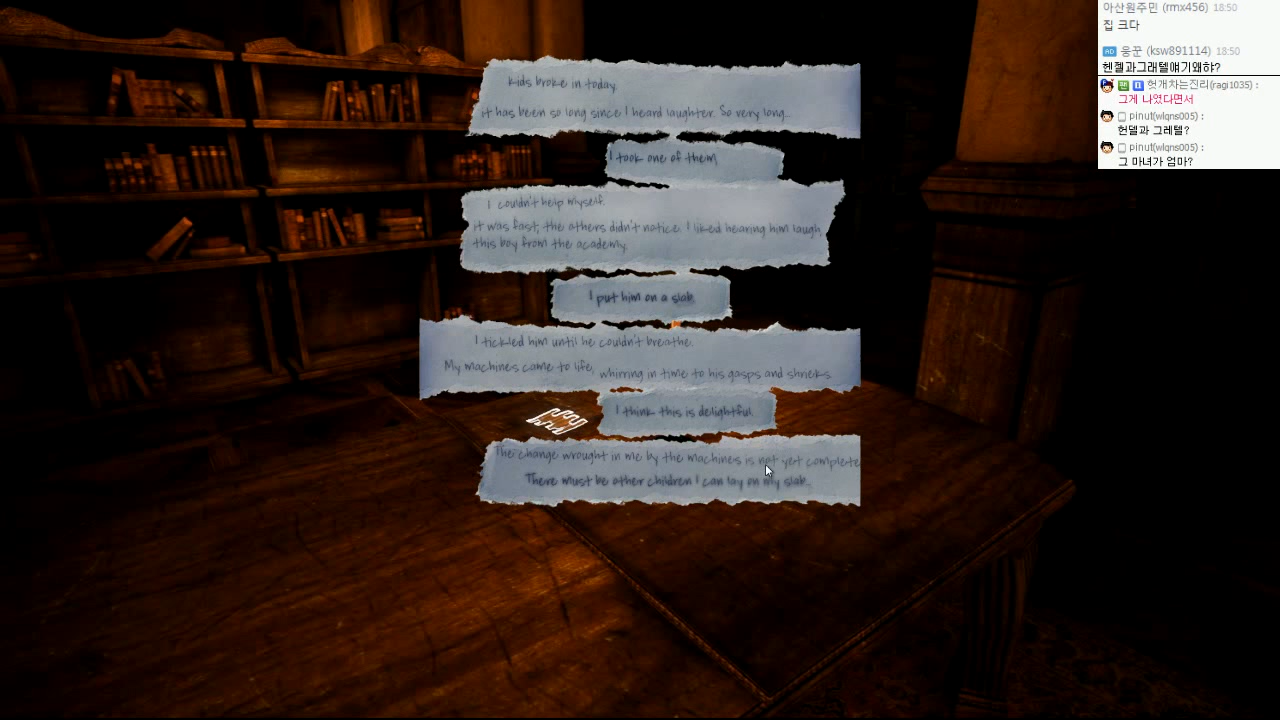 Kids broke in today.
It has been so long since I heard laughter. So very long...
I took one of them.
I couldn't help myself.
It was fast; the others didn't notice. I liked hearing him laugh,
this boy from the academy.
I put him on a slab.
I tickled him until he couldn't breathe.
My machines came to life, whirring in time to his gasps and shrieks.
I think this is delightful.
The change wrought in me by the machines is not yet complete.
There must be other children I can lay on my slab...
아산원주민 (rmx456) 18:50
집 크다
AD 웅꾼 (ksw891114) 18:50
헨젤과그래텔얘기왜햐?
헛개차는진리(ragi1035) :
그게 나였다면서
pinut(wlqns005) :
헌델과 그레텔?
pinut(wlqns005) :
그 마녀가 엄마?